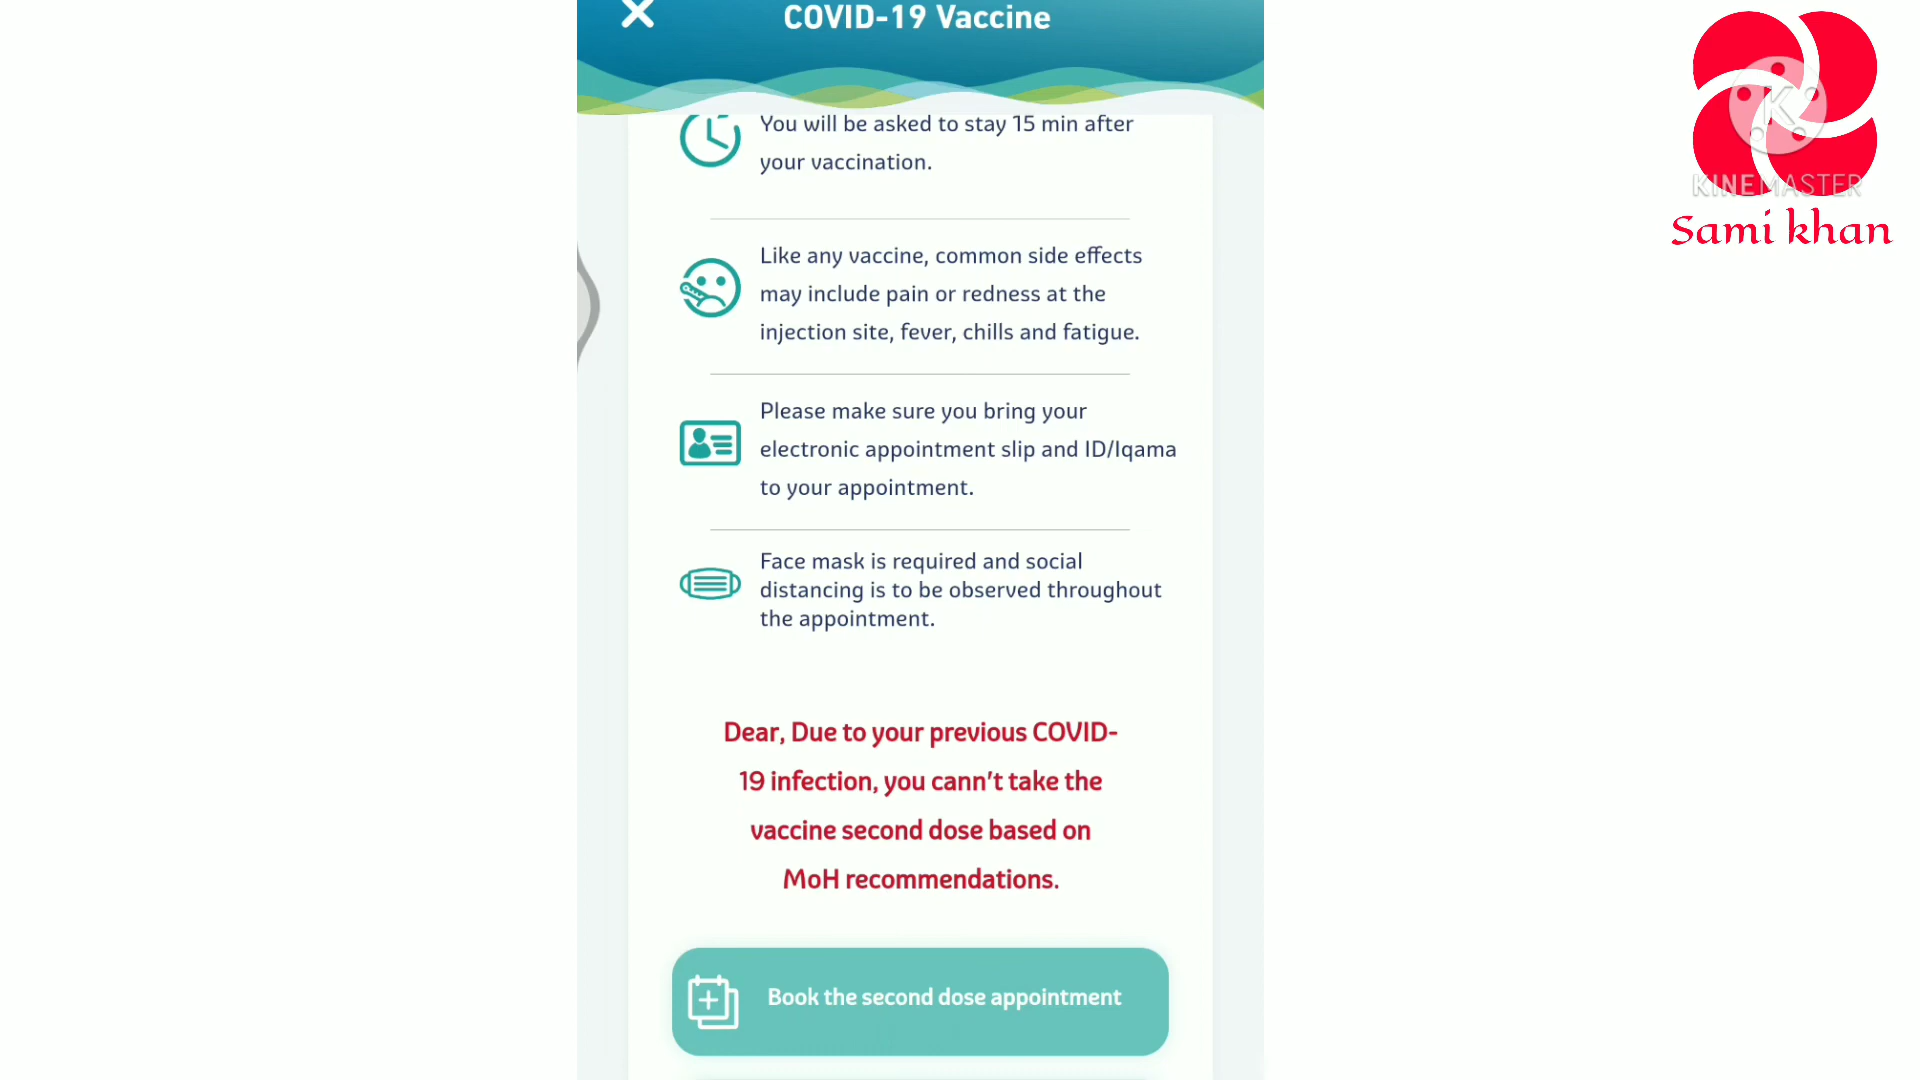 COVID-19 Vaccine
You will be asked to stay 15 min after
your vaccination.
Like any vaccine, common side effects
may include pain or redness at the
injection site, fever, chills and fatigue.
Please make sure you bring your
electronic appointment slip and ID/Iqama
to your appointment.
Face mask is required and social
distancing is to be observed throughout
the appointment.
Dear, Due to your previous COVID-
19 infection, you cann't take the
vaccine second dose based on
MoH recommendations.
Book the second dose appointment
K
KINEMASTER
Sami khan